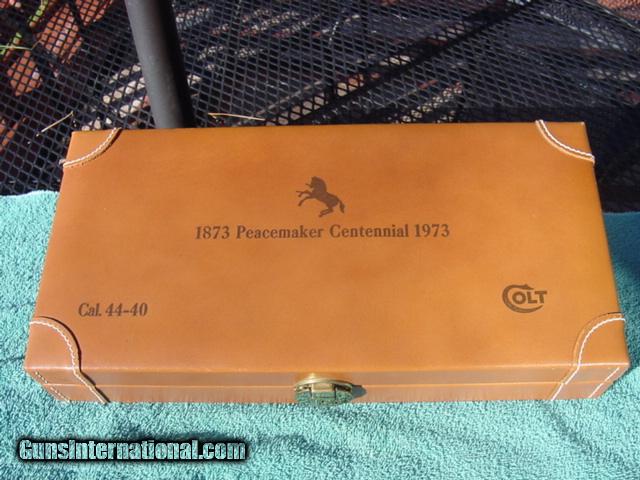 1873 Peacemaker Centennial 1973
Cal. 44-40
COLT
GunsInternational.com